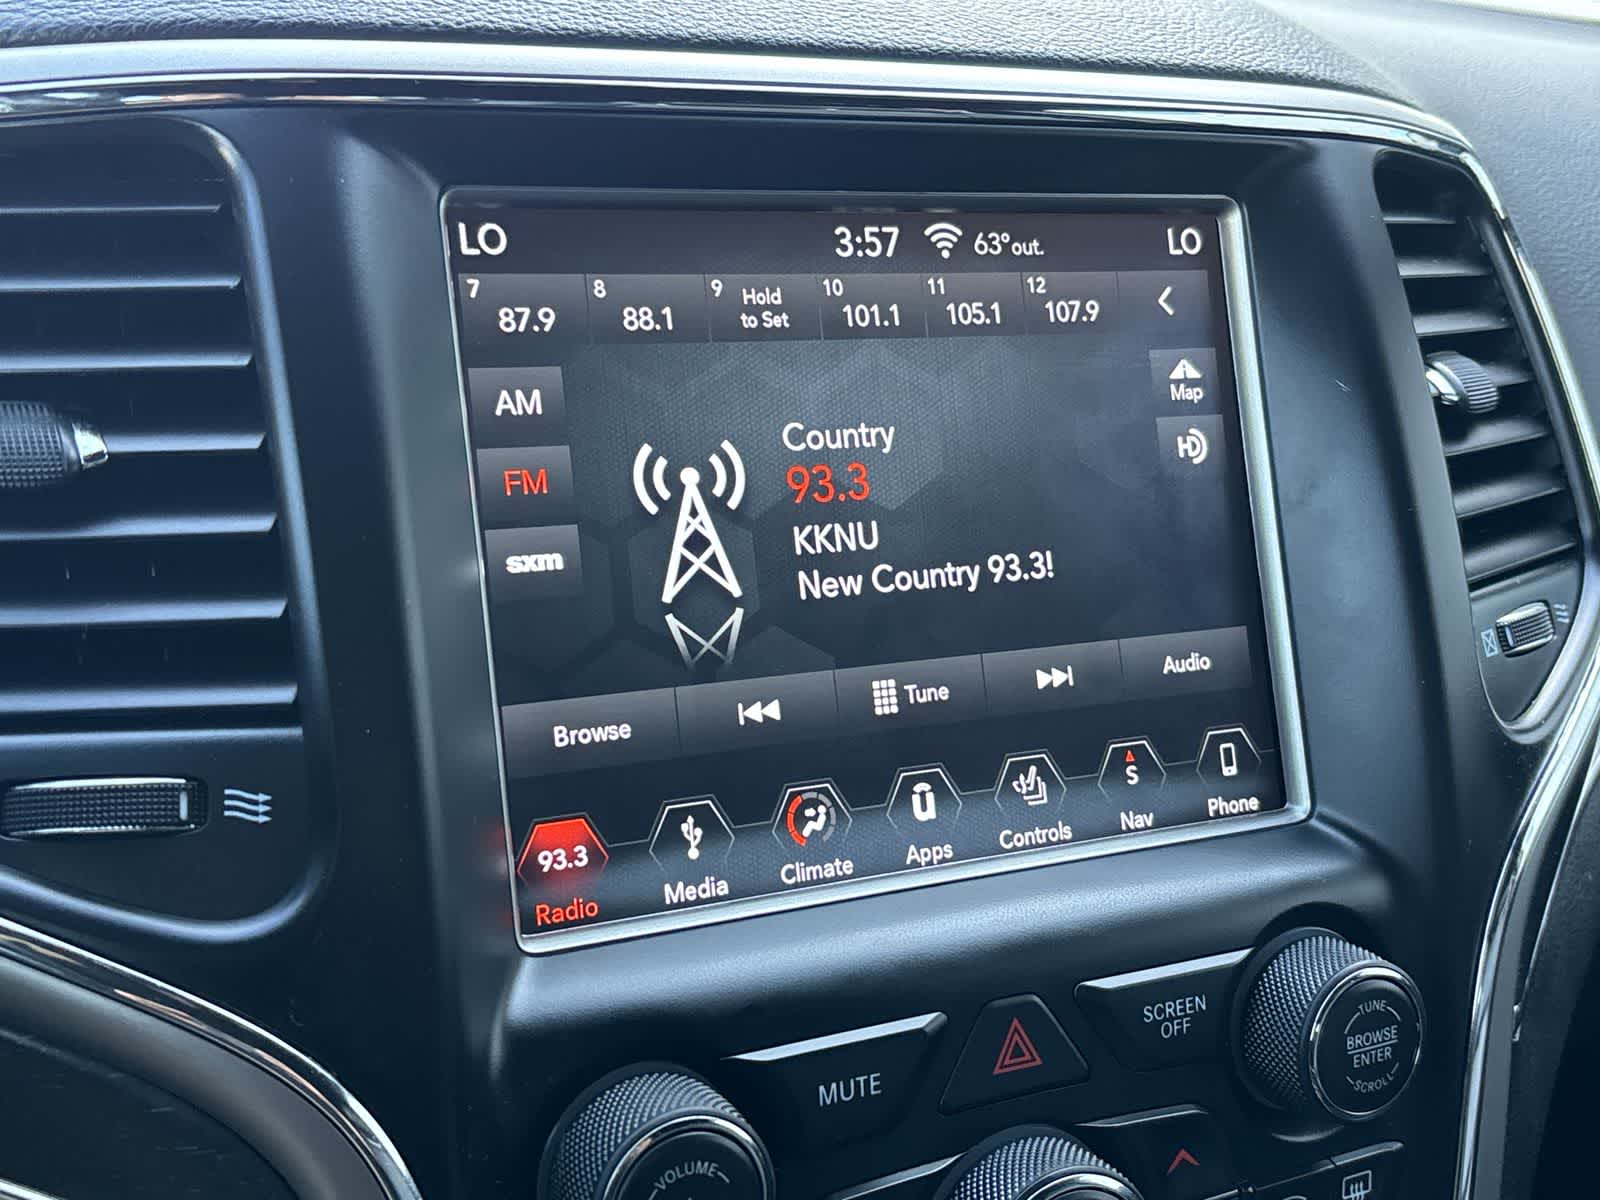 LO 3:57 63° out. LO
7 87.9 8 88.1 9 Hold to Set 10 101.1 11 105.1 12 107.9
AM
FM
sxm
Country
93.3
KKNU
New Country 93.3!
Map
HD
Browse Tune Audio
93.3 S
Radio Media Climate Apps Controls Nav Phone
MUTE
SCREEN
OFF
TUNE
BROWSE
ENTER
SCROLL
VOLUME